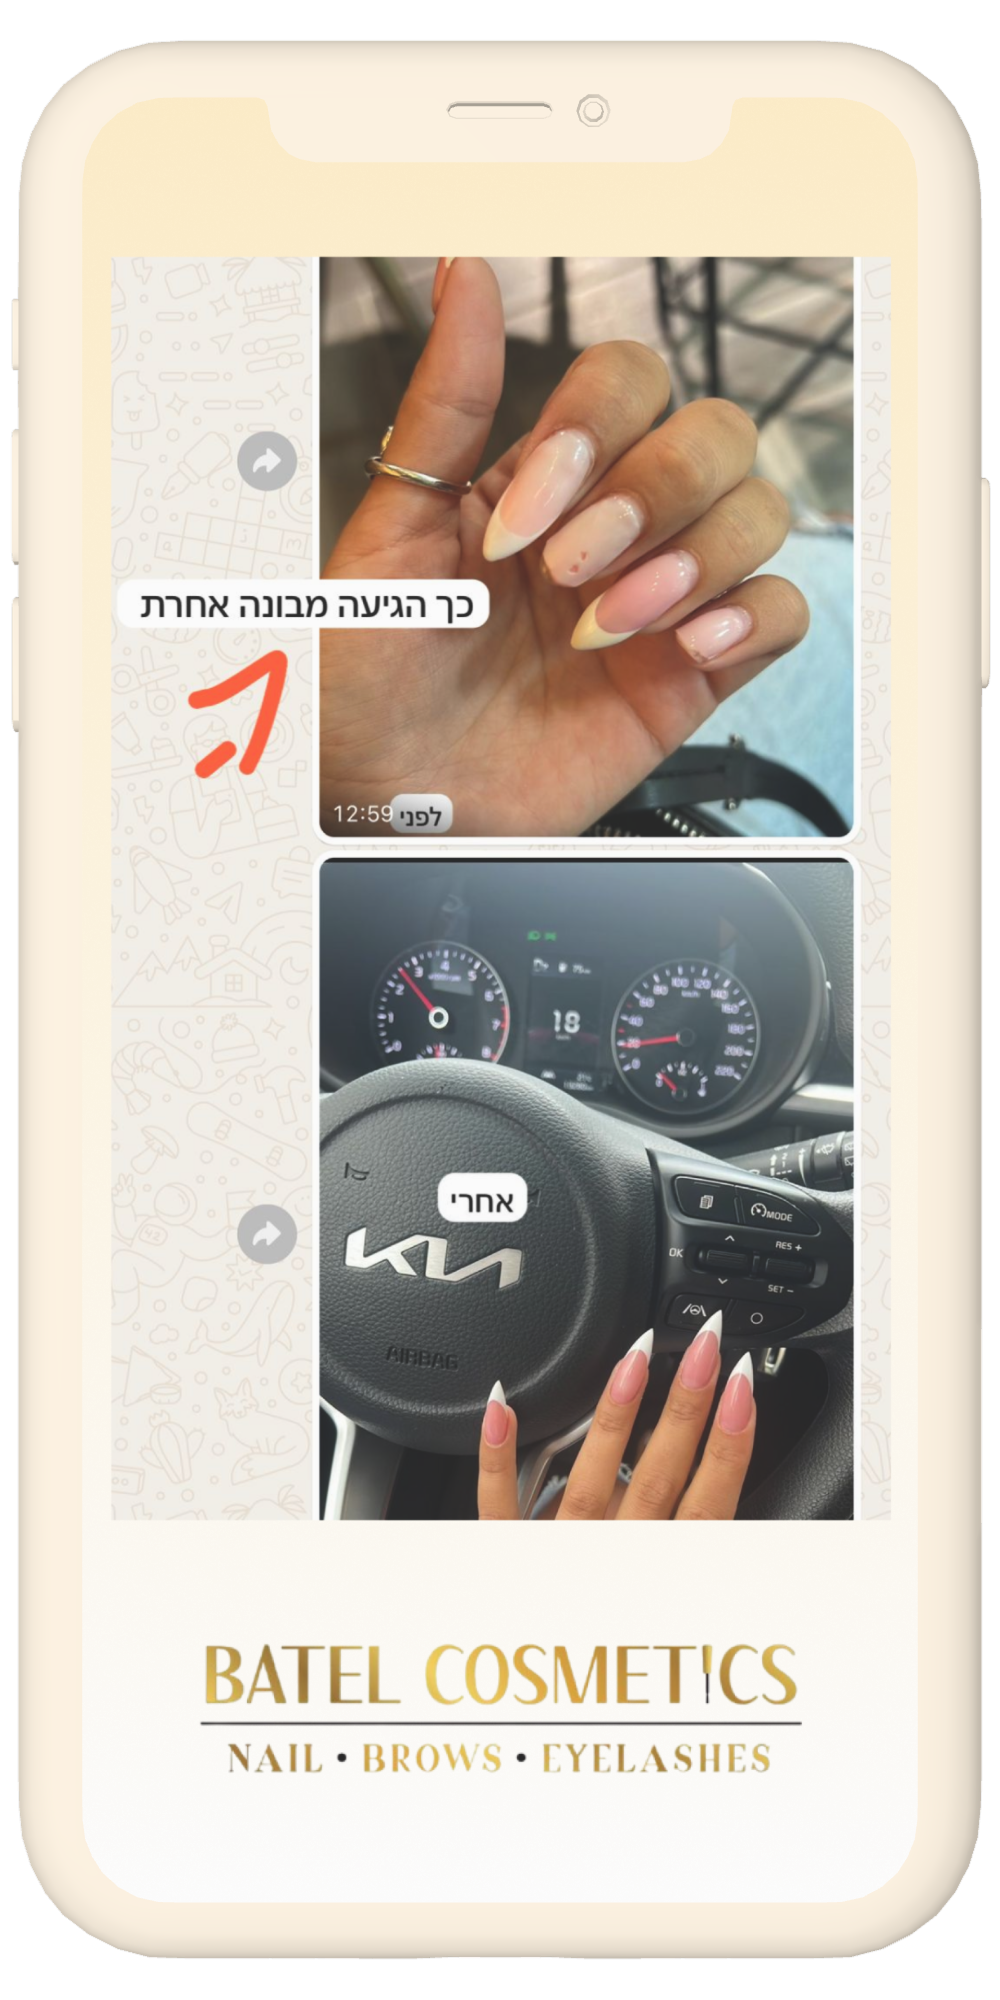 כך הגיעה מבונה אחרת
12:59
לפני
18
אחרי
MODE
OK
RES +
SET -
KIA
AIRBAG
BATEL COSMETICS
NAIL • BROWS • EYELASHES